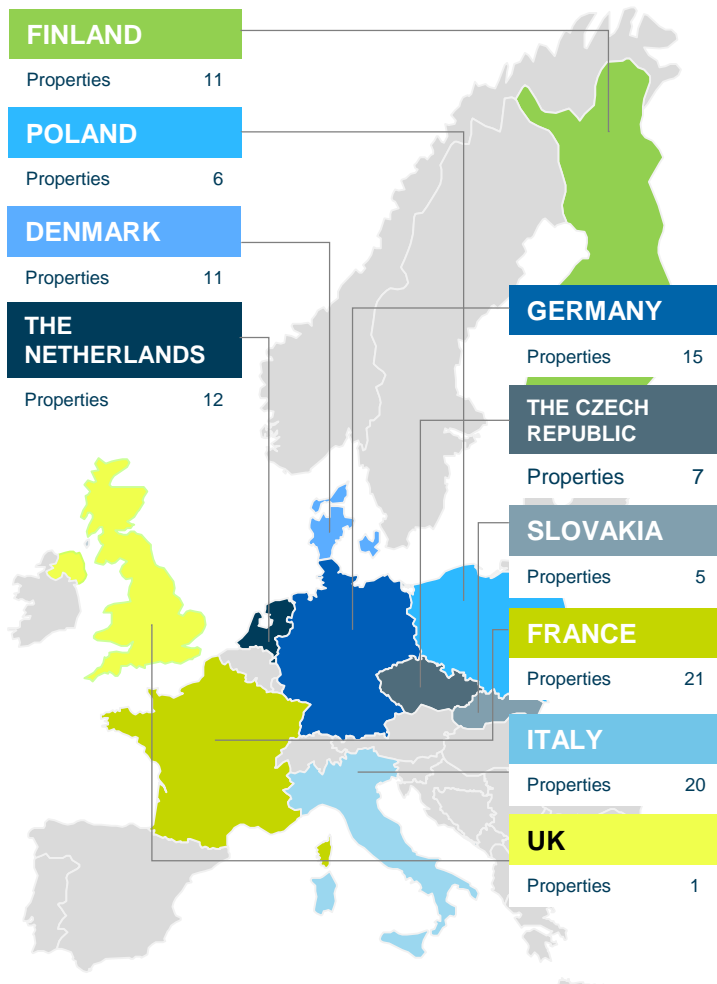 FINLAND
Properties 11
POLAND
Properties 6
DENMARK
Properties 11
THE
NETHERLANDS
Properties 12
GERMANY
Properties 15
THE CZECH
REPUBLIC
Properties 7
SLOVAKIA
Properties 5
FRANCE
Properties 21
ITALY
Properties 20
UK
Properties 1